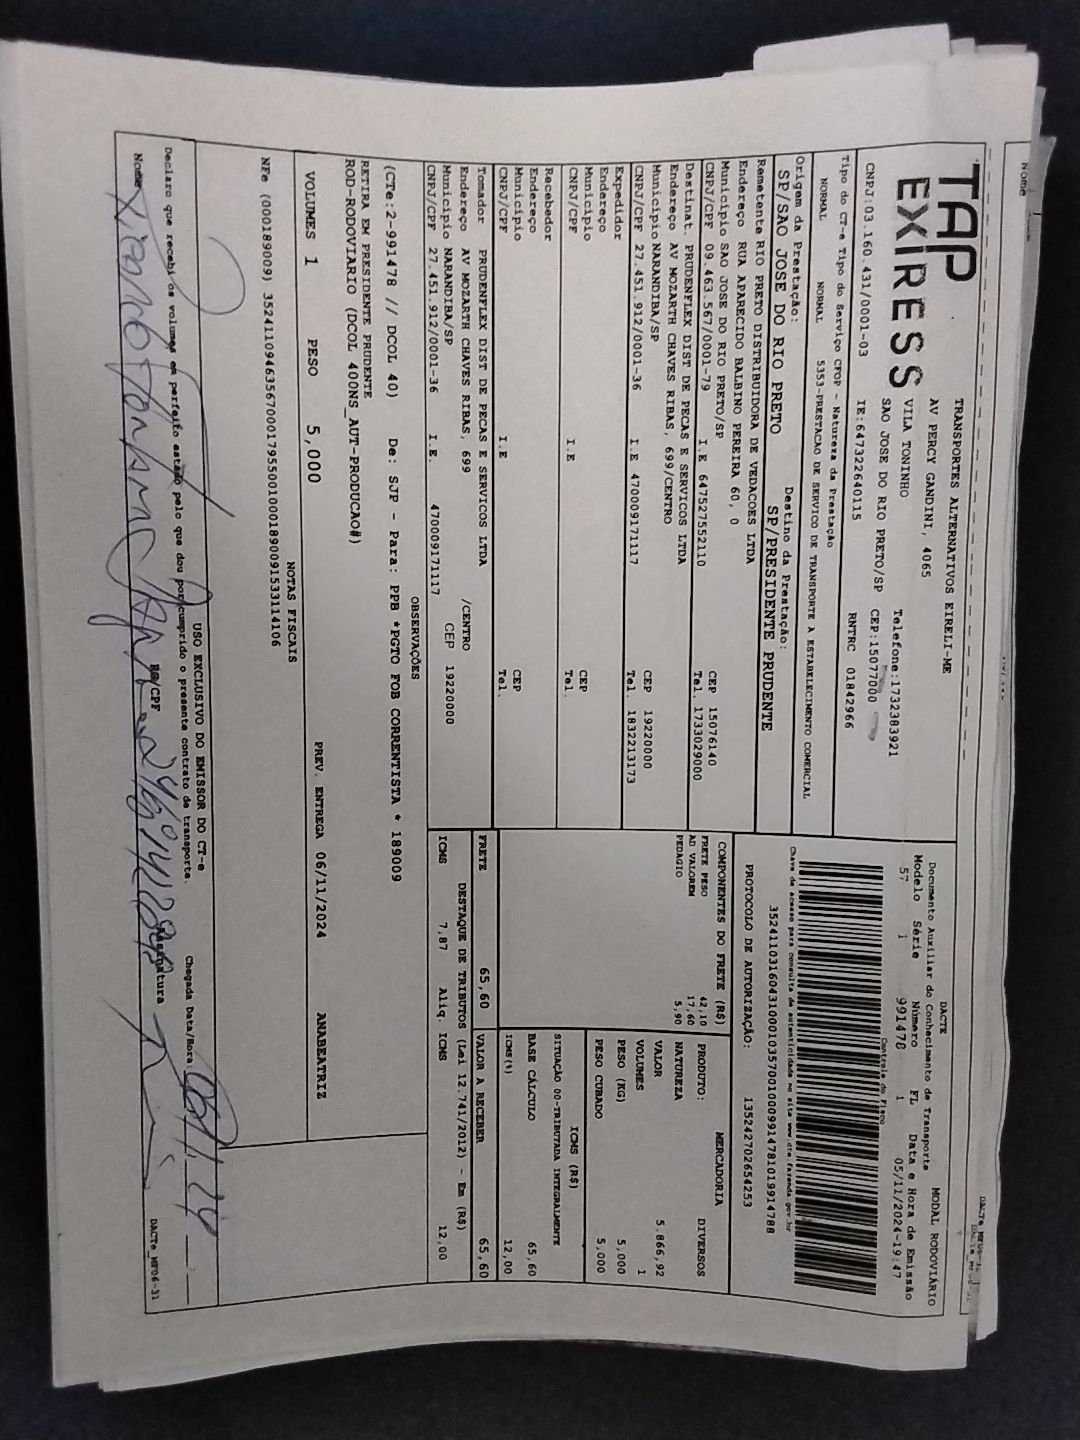 TAP
EXIRESS
TRANSPORTES ALTERNATIVOS EIRELI-ME
AV PERCY GANDINI, 4065
VILA TONINHO Telefone:1732383921
SAO JOSE DO RIO PRETO/SP CEP:15077000
CNPJ:03.160.431/0001-03 IE:647322640115 RNTRC 01842966
Tipo do CT-e Tipo do Serviço CFOP - Natureza da Prestação
NORMAL NORMAL 5353-PRESTACAO DE SERVICO DE TRANSPORTE A ESTABELECIMENTO COMERCIAL
Origem da Prestação: Destino da Prestação:
SP/SAO JOSE DO RIO PRETO SP/PRESIDENTE PRUDENTE
Remetente RIO PRETO DISTRIBUIDORA DE VEDACOES LTDA
Endereço RUA APARECIDO BALBINO PEREIRA 60, 0
Município SAO JOSE DO RIO PRETO/SP CEP 15076140
CNPJ/CPF 09.463.567/0001-79 I.E 647527552110 Tel. 1733029000
Destinat. PRUDENFLEX DIST DE PECAS E SERVICOS LTDA
Endereço AV MOZARTH CHAVES RIBAS, 699/CENTRO
Município NARANDIBA/SP CEP 19220000
CNPJ/CPF 27.451.912/0001-36 I.E 470009171117 Tel. 1832213173
Expedidor
Endereço
Município CEP
CNPJ/CPF I.E Tel.
Recebedor
Endereço
Município CEP
CNPJ/CPF I.E Tel.
Tomador PRUDENFLEX DIST DE PECAS E SERVICOS LTDA
Endereço AV MOZARTH CHAVES RIBAS, 699 /CENTRO
Município NARANDIBA/SP CEP 19220000
CNPJ/CPF 27.451.912/0001-36 I.E. 470009171117
DACTE MODAL RODOVIÁRIO
Documento Auxiliar do Conhecimento de Transporte
Modelo Série Número FL Data e Hora de Emissão
57 1 991478 1 05/11/2024-19:47
Controle do Fisco
Chave de acesso para consulta de autenticidade no site www.cte.fazenda.gov.br
35241103160431000103570010009914781019914788
PROTOCOLO DE AUTORIZAÇÃO: 135242702654253
COMPONENTES DO FRETE (R$)
FRETE PESO 42,10
AD VALOREM 17,60
PEDAGIO 5,90
MERCADORIA
PRODUTO: DIVERSOS
NATUREZA
VALOR 5.866,92
VOLUMES 1
PESO (KG) 5,000
PESO CUBADO 5,000
ICMS (R$)
SITUAÇÃO 00-TRIBUTADA INTEGRALMENTE
BASE CÁLCULO 65,60
ICMS(%) 12,00
FRETE 65,60 VALOR A RECEBER 65,60
DESTAQUE DE TRIBUTOS (Lei 12.741/2012) - Em (R$)
ICMS 7,87 Aliq. ICMS 12,00
OBSERVAÇÕES
(CTe:2-991478 // DCOL 40) De: SJP - Para: PPB *PGTO FOB CORRENTISTA * 189009
RETIRA EM PRESIDENTE PRUDENTE
ROD-RODOVIARIO (DCOL 400NS_AUT-PRODUCAO#)
VOLUMES 1 PESO 5,000 PREV. ENTREGA 06/11/2024 ANABEATRIZ
NOTAS FISCAIS
NFe (000189009) 35241109463567000179550010001890091533114106
USO EXCLUSIVO DO EMISSOR DO CT-e
Declaro que recebi os volumes em perfeito estado pelo que dou por cumprido o presente contrato de transporte. Chegada Data/Hora
Nome RG/CPF Assinatura
DACTe_MF06-31